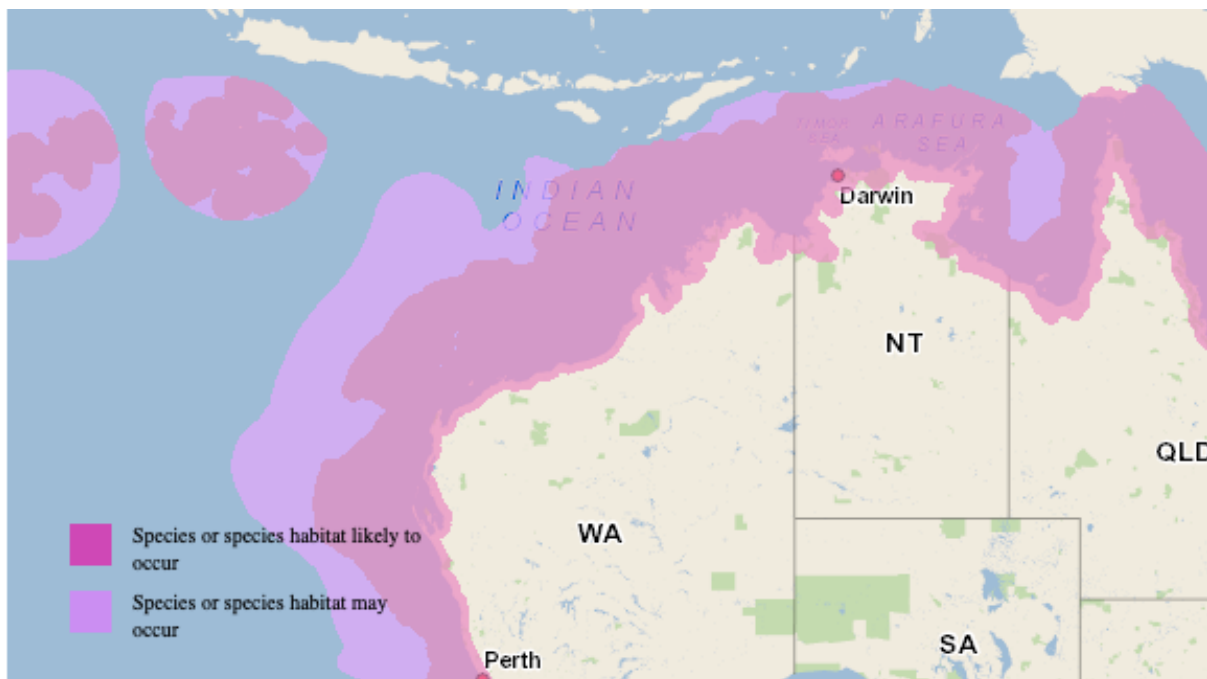 TIMOR
SEA
ARAFURA
SEA
INDIAN
OCEAN
Darwin
NT
QLD
WA
Species or species habitat likely to
occur
Species or species habitat may
occur
SA
Perth